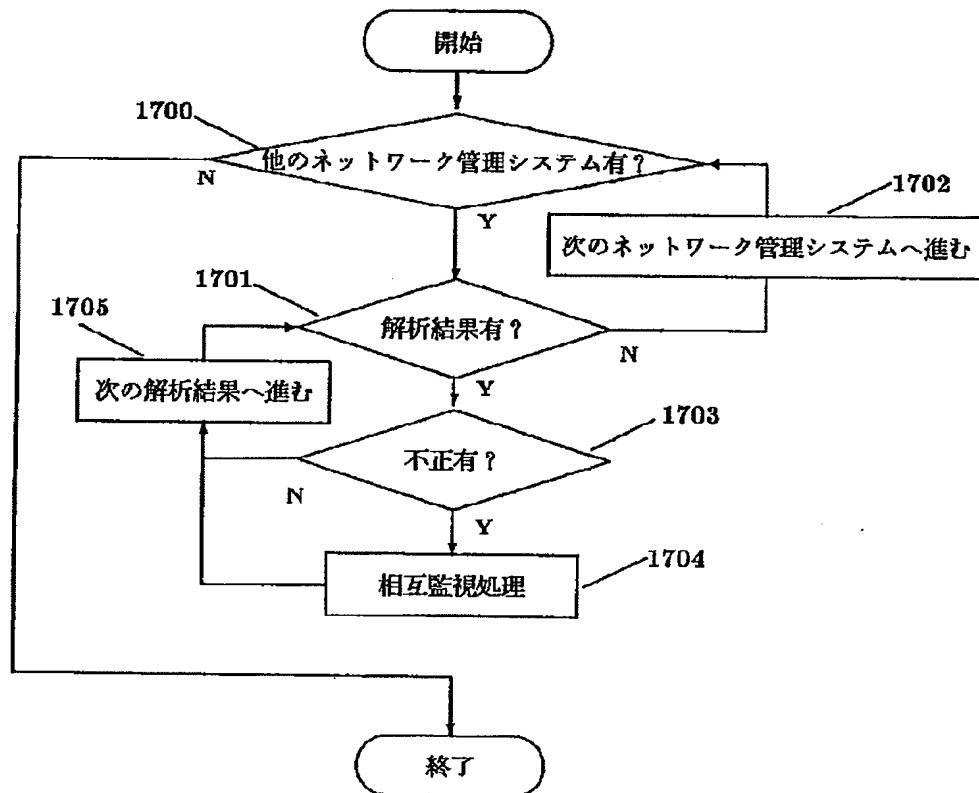 開始
1700
他のネットワーク管理システム有?
N
Y
1702
次のネットワーク管理システムへ進む
1701
解析結果有?
N
Y
1705
次の解析結果へ進む
1703
不正有?
N
Y
1704
相互監視処理
終了